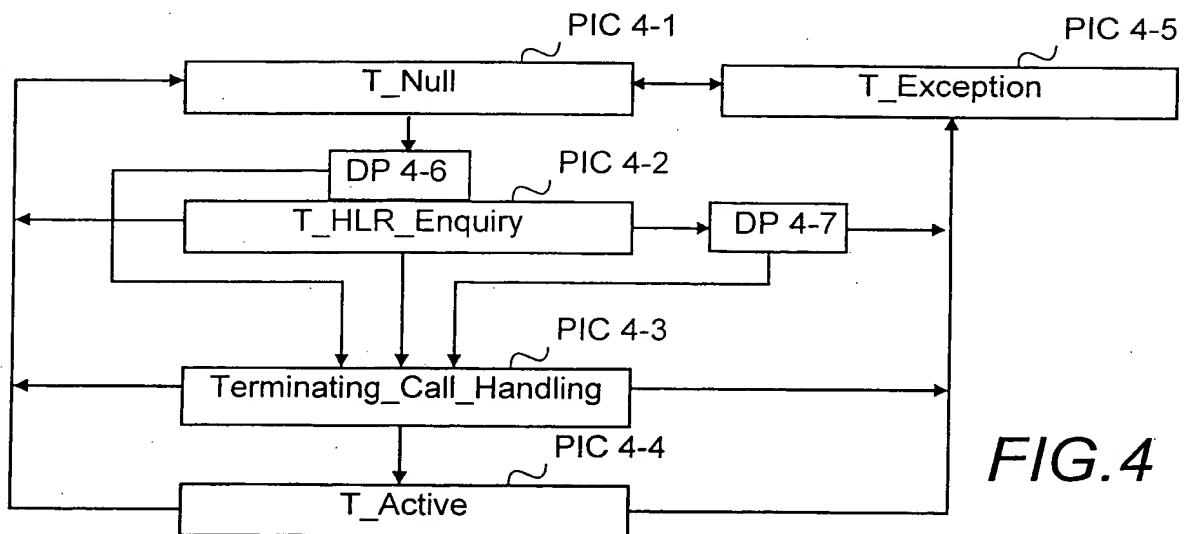 PIC 4-1
PIC 4-5
T_Null
T_Exception
DP 4-6
PIC 4-2
T_HLR_Enquiry
DP 4-7
PIC 4-3
Terminating_Call_Handling
PIC 4-4
T_Active
FIG.4